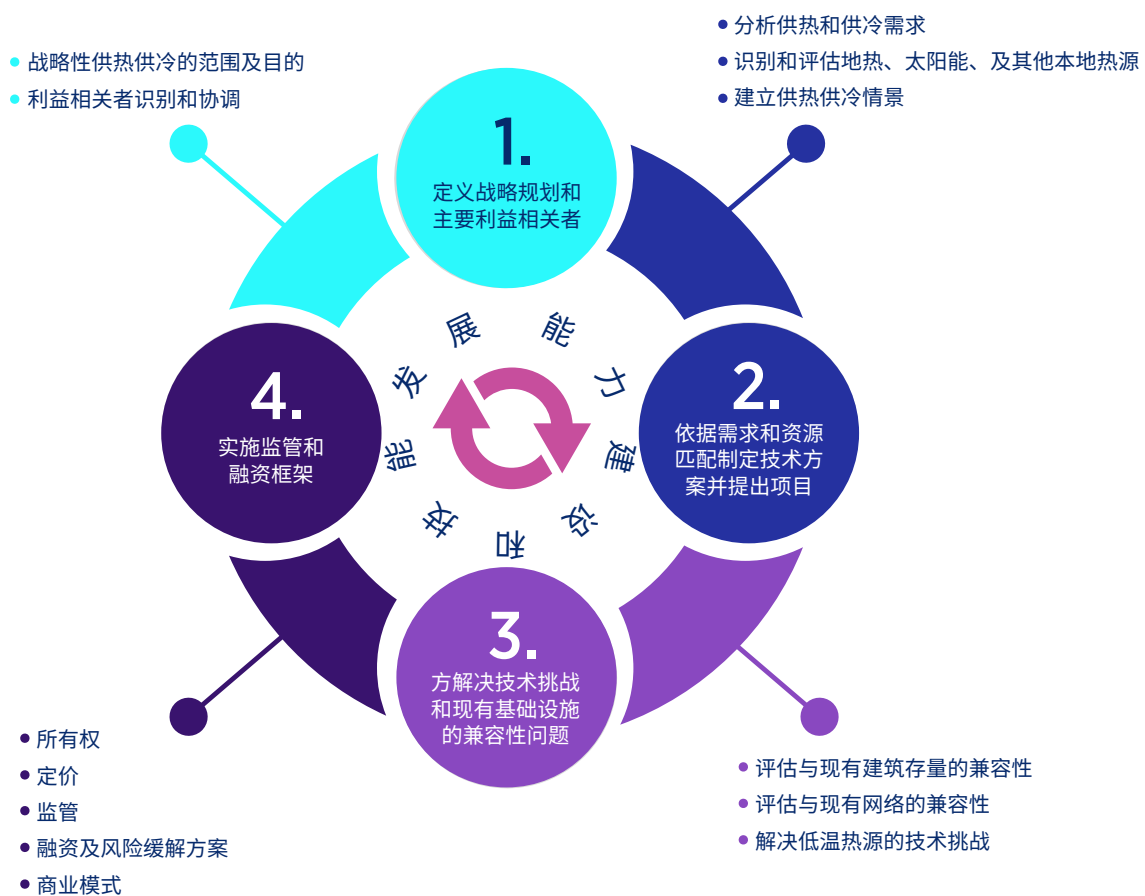 战略性供热供冷的范围及目的
利益相关者识别和协调
分析供热和供冷需求
识别和评估地热、太阳能、及其他本地热源
建立供热供冷情景
1.
定义战略规划和
主要利益相关者
2.
依据需求和资源
匹配制定技术方
案并提出项目
3.
方解决技术挑战
和现有基础设施
的兼容性问题
4.
实施监管和
融资框架
能力建设和技能发展
评估与现有建筑存量的兼容性
评估与现有网络的兼容性
解决低温热源的技术挑战
所有权
定价
监管
融资及风险缓解方案
商业模式